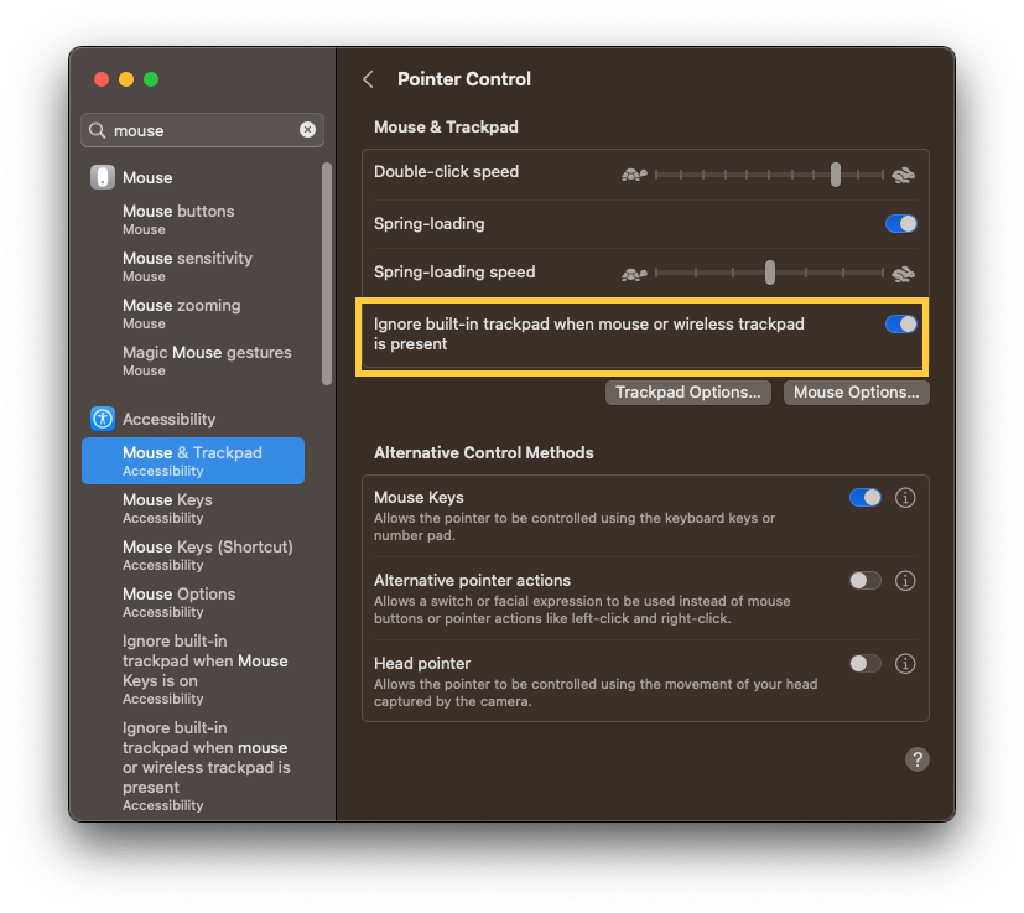 mouse
Mouse
Mouse buttons
Mouse
Mouse sensitivity
Mouse
Mouse zooming
Mouse
Magic Mouse gestures
Mouse
Accessibility
Mouse & Trackpad
Accessibility
Mouse Keys
Accessibility
Mouse Keys (Shortcut)
Accessibility
Mouse Options
Accessibility
Ignore built-in
trackpad when Mouse
Keys is on
Accessibility
Ignore built-in
trackpad when mouse
or wireless trackpad is
present
Accessibility
Pointer Control
Mouse & Trackpad
Double-click speed
Spring-loading
Spring-loading speed
Ignore built-in trackpad when mouse or wireless trackpad
is present
Trackpad Options...
Mouse Options...
Alternative Control Methods
Mouse Keys
Allows the pointer to be controlled using the keyboard keys or
number pad.
Alternative pointer actions
Allows a switch or facial expression to be used instead of mouse
buttons or pointer actions like left-click and right-click.
Head pointer
Allows the pointer to be controlled using the movement of your head
captured by the camera.
?